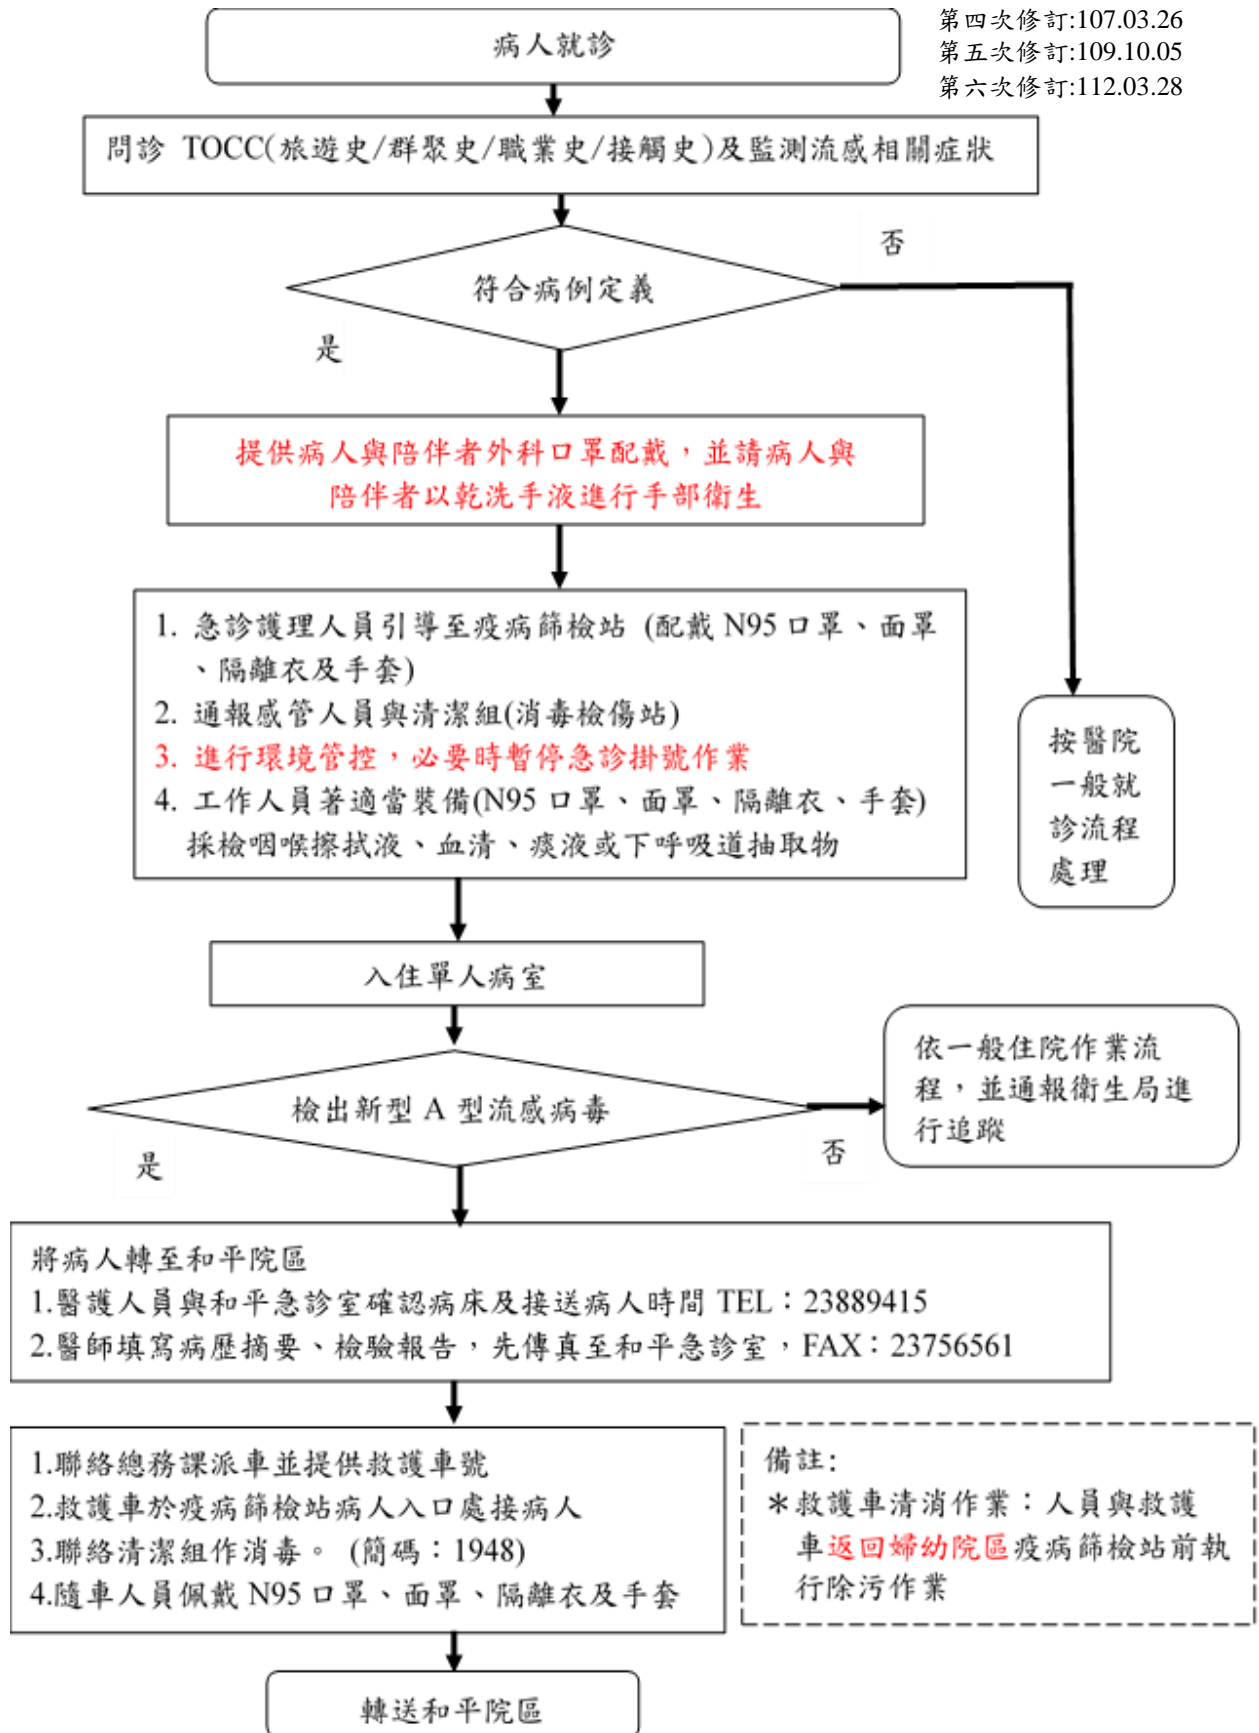 第四次修訂:107.03.26
第五次修訂:109.10.05
第六次修訂:112.03.28
病人就診
問診 TOCC(旅遊史/群聚史/職業史/接觸史)及監測流感相關症狀
符合病例定義
否
是
提供病人與陪伴者外科口罩配戴，並請病人與
陪伴者以乾洗手液進行手部衛生
1. 急診護理人員引導至疫病篩檢站 (配戴 N95 口罩、面罩
、隔離衣及手套)
2. 通報感管人員與清潔組(消毒檢傷站)
3. 進行環境管控，必要時暫停急診掛號作業
4. 工作人員著適當裝備(N95 口罩、面罩、隔離衣、手套)
採檢咽喉擦拭液、血清、痰液或下呼吸道抽取物
按醫院
一般就
診流程
處理
入住單人病室
檢出新型 A 型流感病毒
是
否
依一般住院作業流
程，並通報衛生局進
行追蹤
將病人轉至和平院區
1.醫護人員與和平急診室確認病床及接送病人時間 TEL：23889415
2.醫師填寫病歷摘要、檢驗報告，先傳真至和平急診室，FAX：23756561
1.聯絡總務課派車並提供救護車號
2.救護車於疫病篩檢站病人入口處接病人
3.聯絡清潔組作消毒。 (簡碼：1948)
4.隨車人員佩戴 N95 口罩、面罩、隔離衣及手套
備註:
＊救護車清消作業：人員與救護
車返回婦幼院區疫病篩檢站前執
行除污作業
轉送和平院區